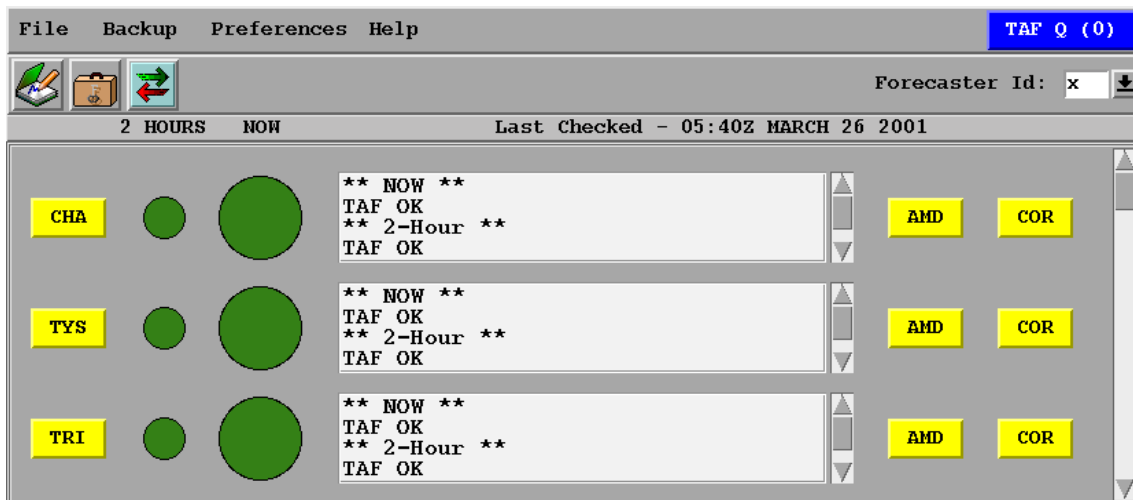 File Backup Preferences Help TAF Q (0)
Forecaster Id: x
2 HOURS NOW Last Checked - 05:40Z MARCH 26 2001
CHA
** NOW **
TAF OK
** 2-Hour **
TAF OK
AMD COR
TYS
** NOW **
TAF OK
** 2-Hour **
TAF OK
AMD COR
TRI
** NOW **
TAF OK
** 2-Hour **
TAF OK
AMD COR